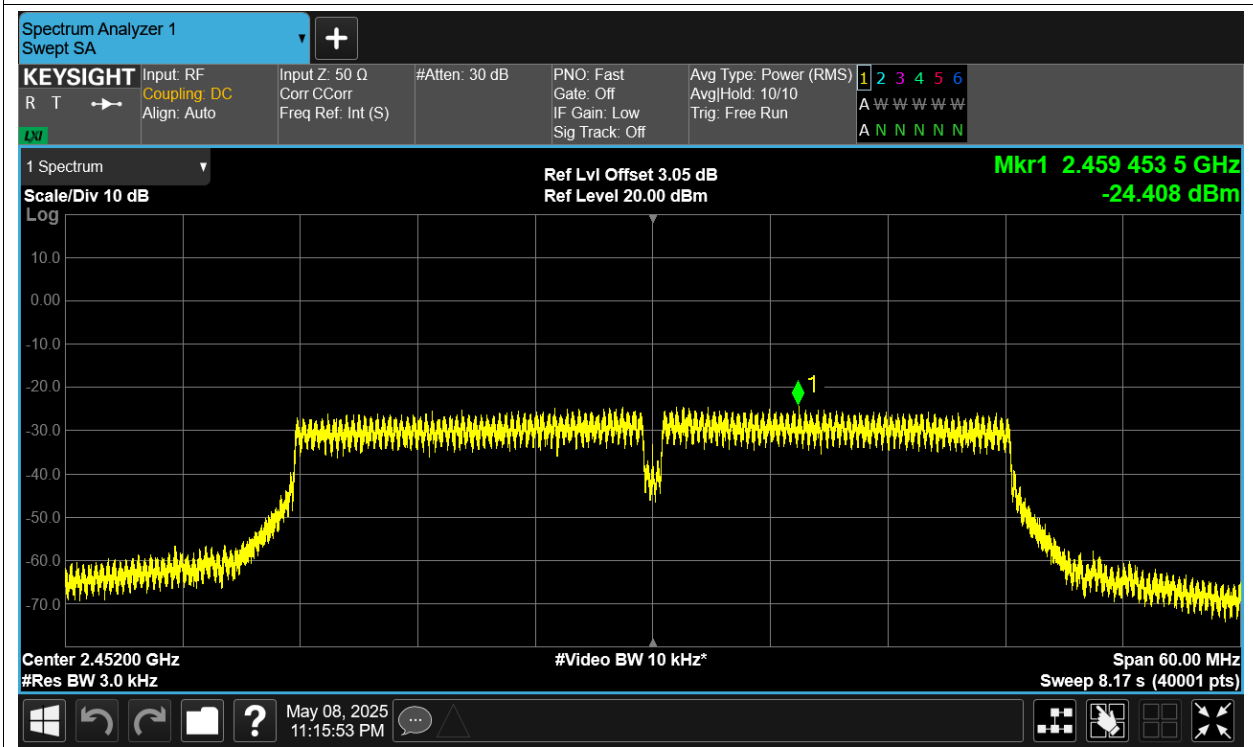 Spectrum Analyzer 1
Swept SA
KEYSIGHT
R T
LXI
Input: RF
Coupling: DC
Align: Auto
Input Z: 50 Ω
Corr CCorr
Freq Ref: Int (S)
#Atten: 30 dB
PNO: Fast
Gate: Off
IF Gain: Low
Sig Track: Off
Avg Type: Power (RMS)
Avg|Hold: 10/10
Trig: Free Run
1 2 3 4 5 6
A W W W W W
A N N N N N
1 Spectrum
Scale/Div 10 dB
Log
Ref Lvl Offset 3.05 dB
Ref Level 20.00 dBm
Mkr1 2.459 453 5 GHz
-24.408 dBm
10.0
0.00
-10.0
-20.0
-30.0
-40.0
-50.0
-60.0
-70.0
1
Center 2.45200 GHz
#Res BW 3.0 kHz
#Video BW 10 kHz*
Span 60.00 MHz
Sweep 8.17 s (40001 pts)
?
May 08, 2025
11:15:53 PM